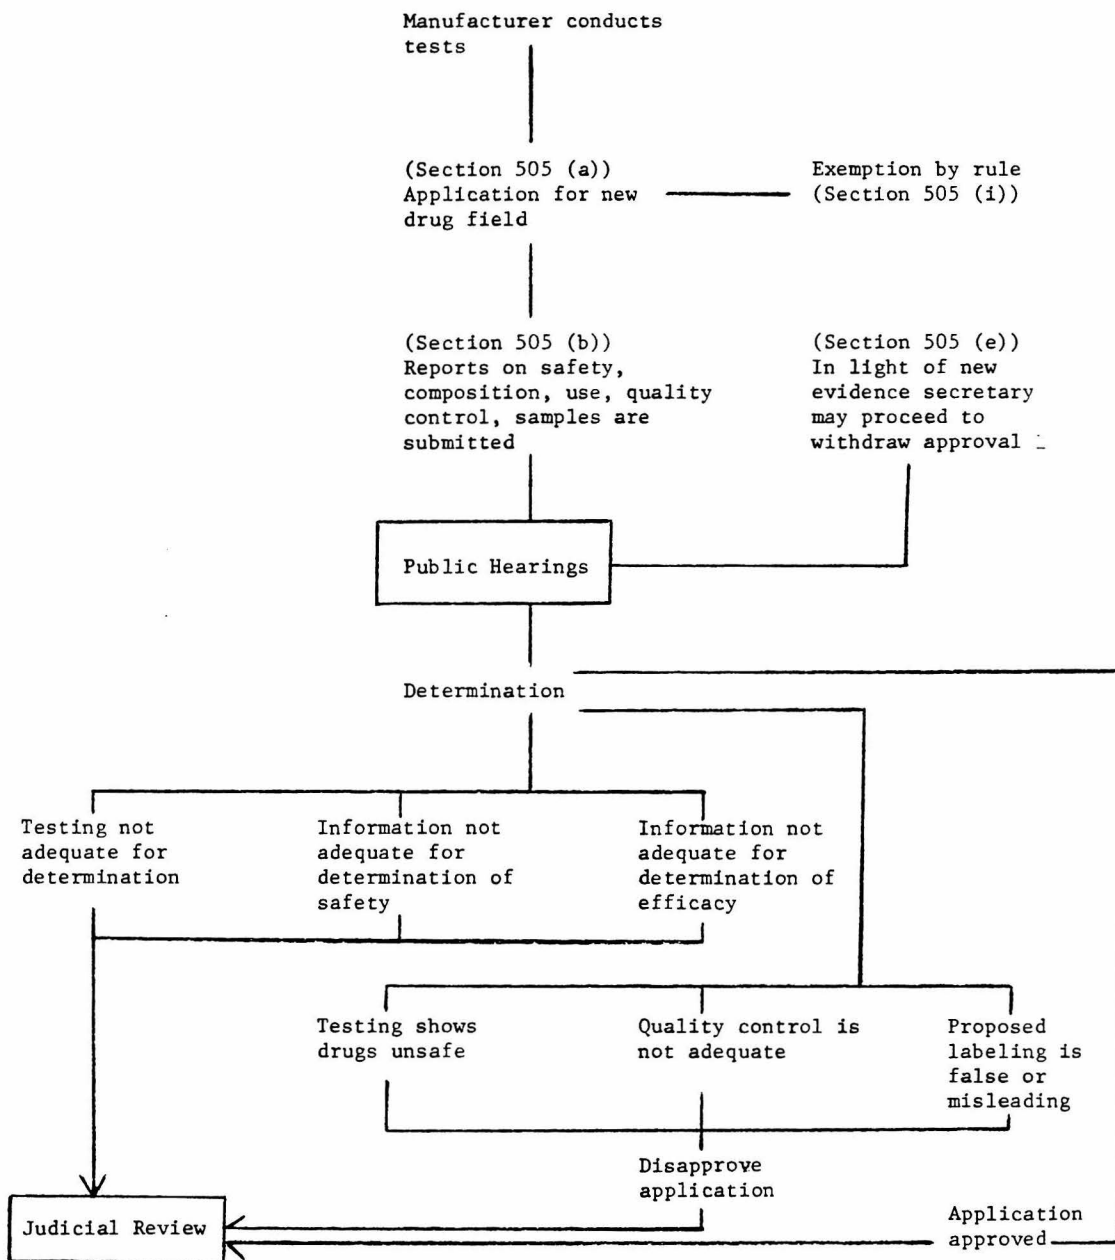 Manufacturer conducts
tests
(Section 505 (a))
Application for new
drug field
Exemption by rule
(Section 505 (i))
(Section 505 (b))
Reports on safety,
composition, use, quality
control, samples are
submitted
(Section 505 (e))
In light of new
evidence secretary
may proceed to
withdraw approval
Public Hearings
Determination
Testing not
adequate for
determination
Information not
adequate for
determination of
safety
Information not
adequate for
determination of
efficacy
Testing shows
drugs unsafe
Quality control is
not adequate
Proposed
labeling is
false or
misleading
Disapprove
application
Judicial Review
Application
approved